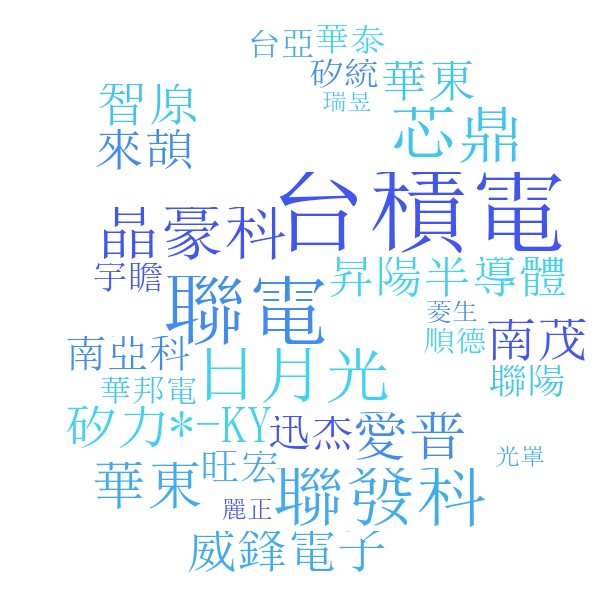 台亞
華泰
矽統
華東
瑞昱
智原
芯鼎
來頡
台積電
晶豪科
昇陽半導體
宇瞻
聯電
菱生
南茂
順德
南亞科
日月光
聯陽
華邦電
矽力*-KY
迅杰
愛普
旺宏
光罩
華東
聯發科
麗正
威鋒電子